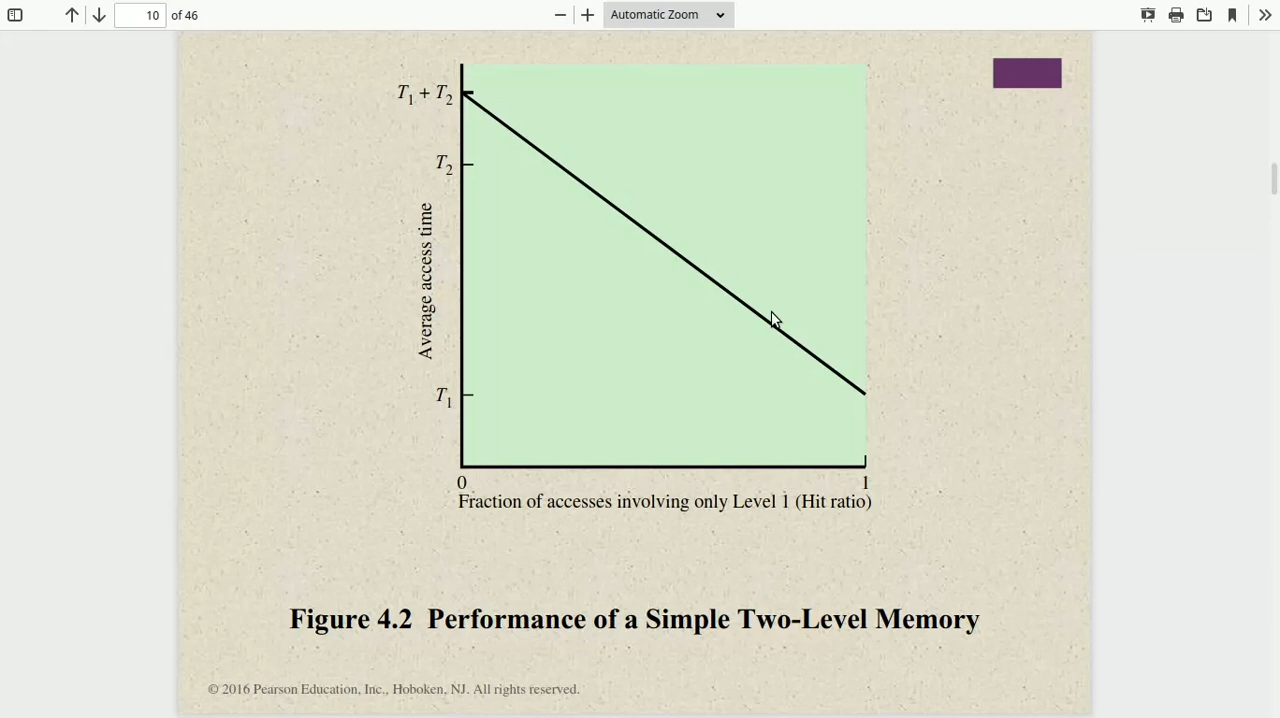 10 of 46
Automatic Zoom
T1 + T2
T2
Average access time
T1
0 1
Fraction of accesses involving only Level 1 (Hit ratio)
Figure 4.2 Performance of a Simple Two-Level Memory
© 2016 Pearson Education, Inc., Hoboken, NJ. All rights reserved.